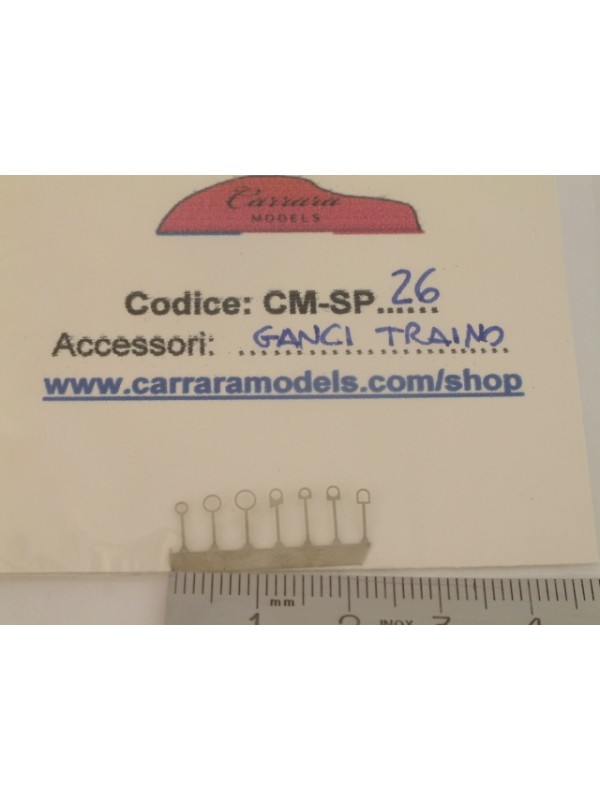 Carrara
MODELS
Codice: CM-SP...26...
Accessori: GANCI TRAINO
www.carraramodels.com/shop
1 mm 2 INOX 3 4